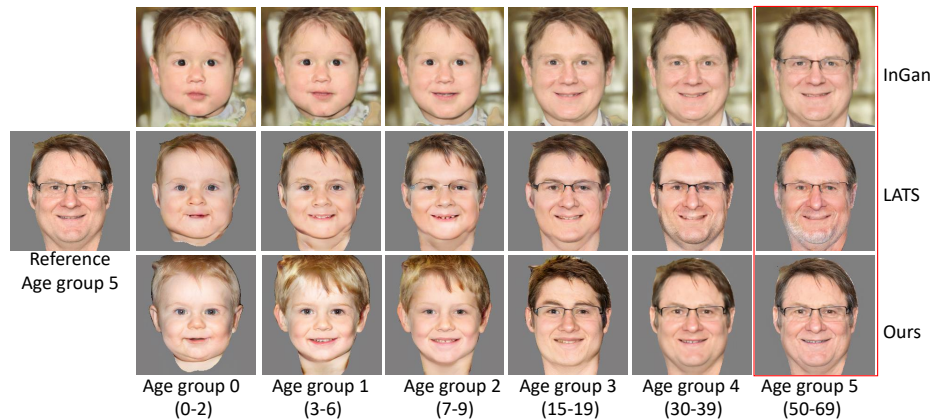 InGan
LATS
Reference
Age group 5
Ours
Age group 0
(0-2)
Age group 1
(3-6)
Age group 2
(7-9)
Age group 3
(15-19)
Age group 4
(30-39)
Age group 5
(50-69)